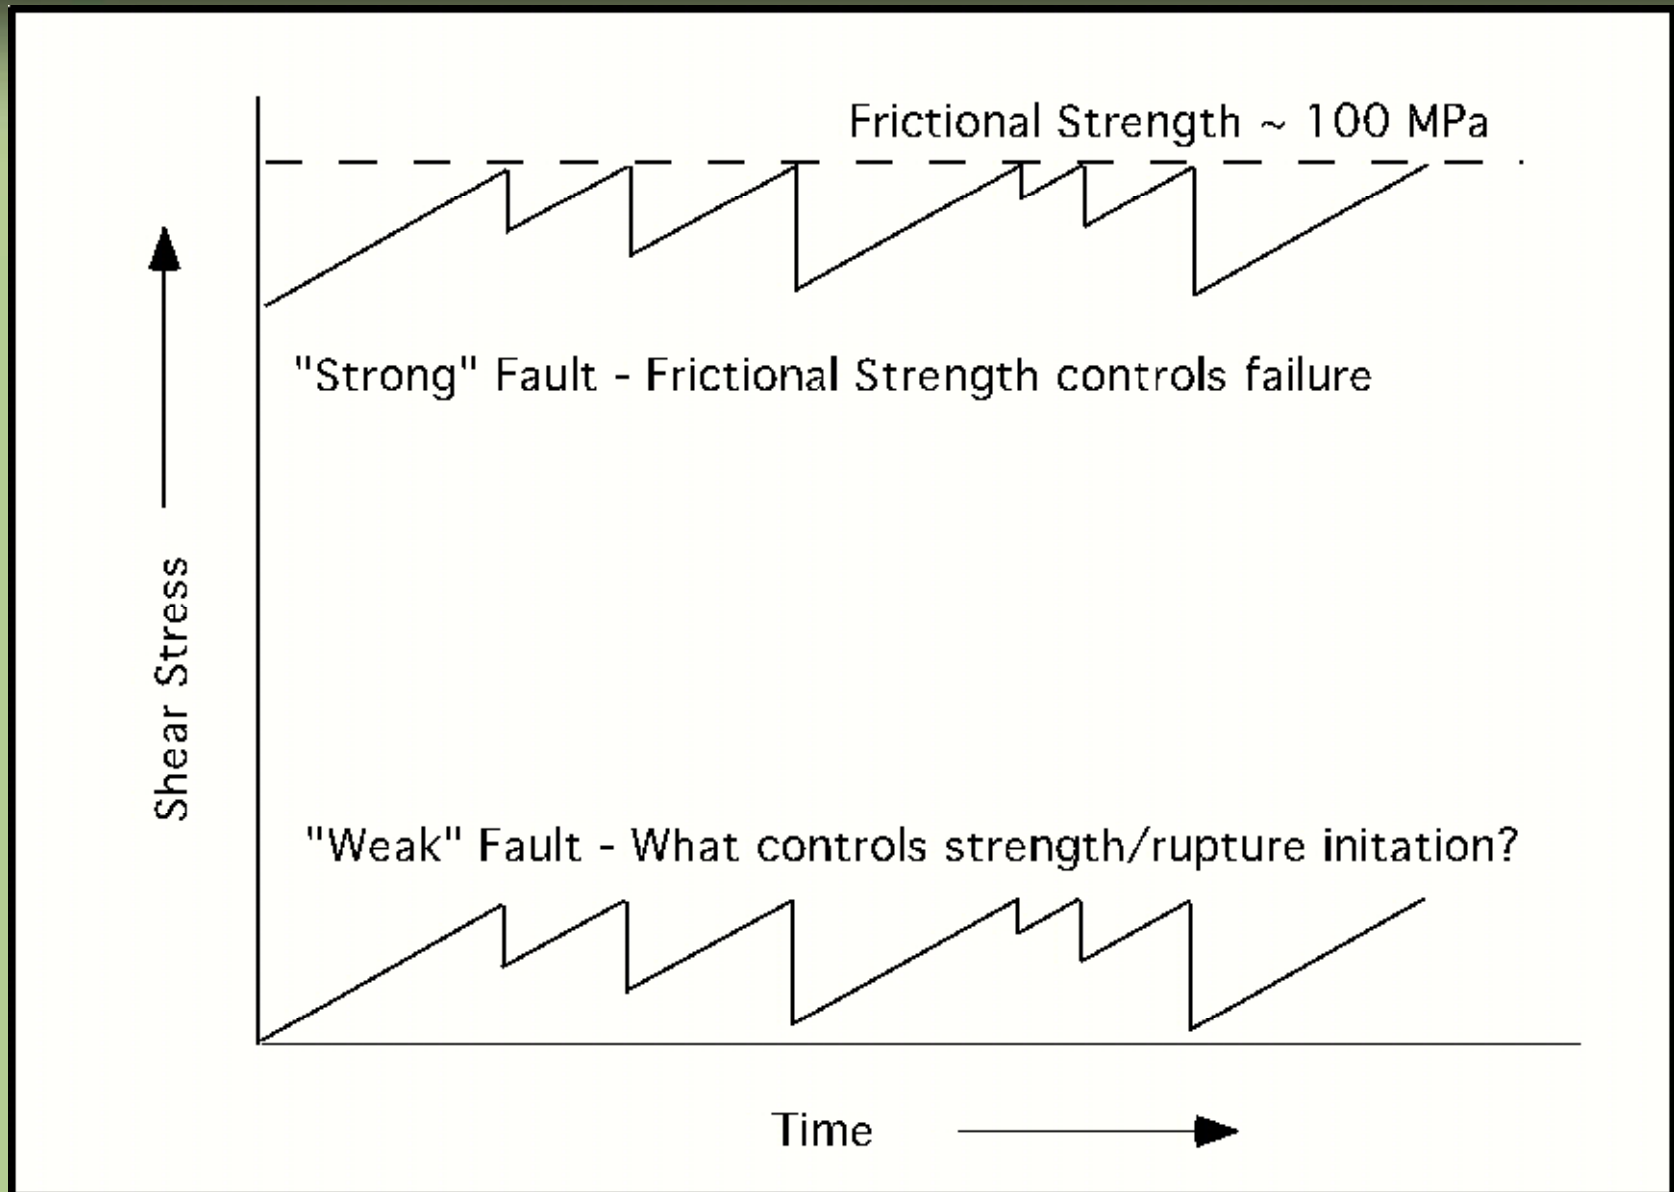 Frictional Strength ~ 100 MPa
"Strong" Fault - Frictional Strength controls failure
Shear Stress
"Weak" Fault - What controls strength/rupture initation?
Time